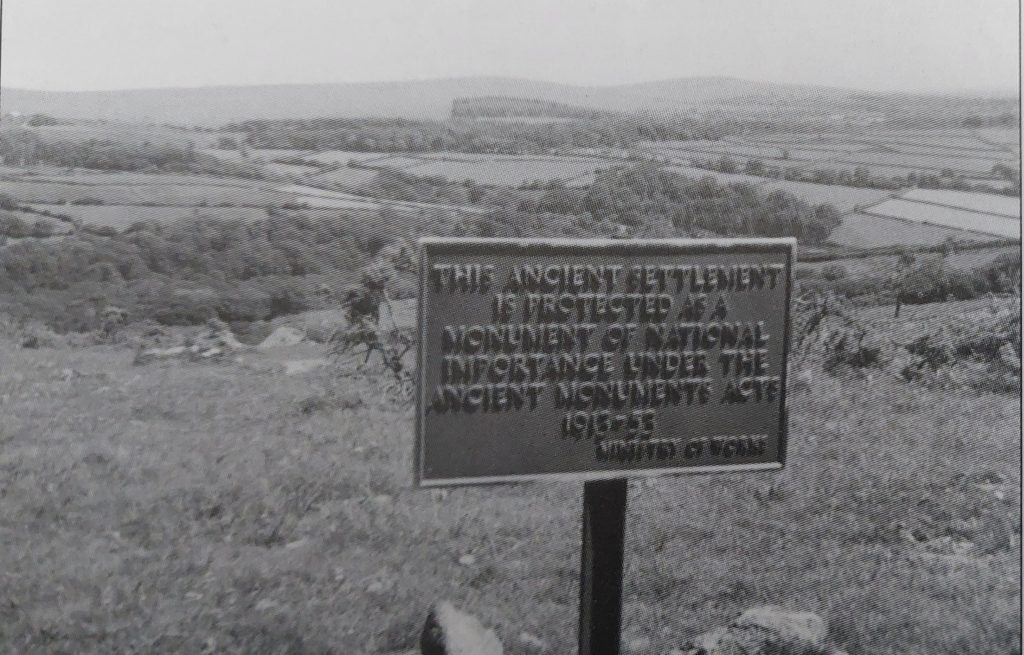 THIS ANCIENT SETTLEMENT
IS PROTECTED AS A
MONUMENT OF NATIONAL
IMPORTANCE UNDER THE
ANCIENT MONUMENTS ACTS
1913-53
MINISTRY OF WORKS